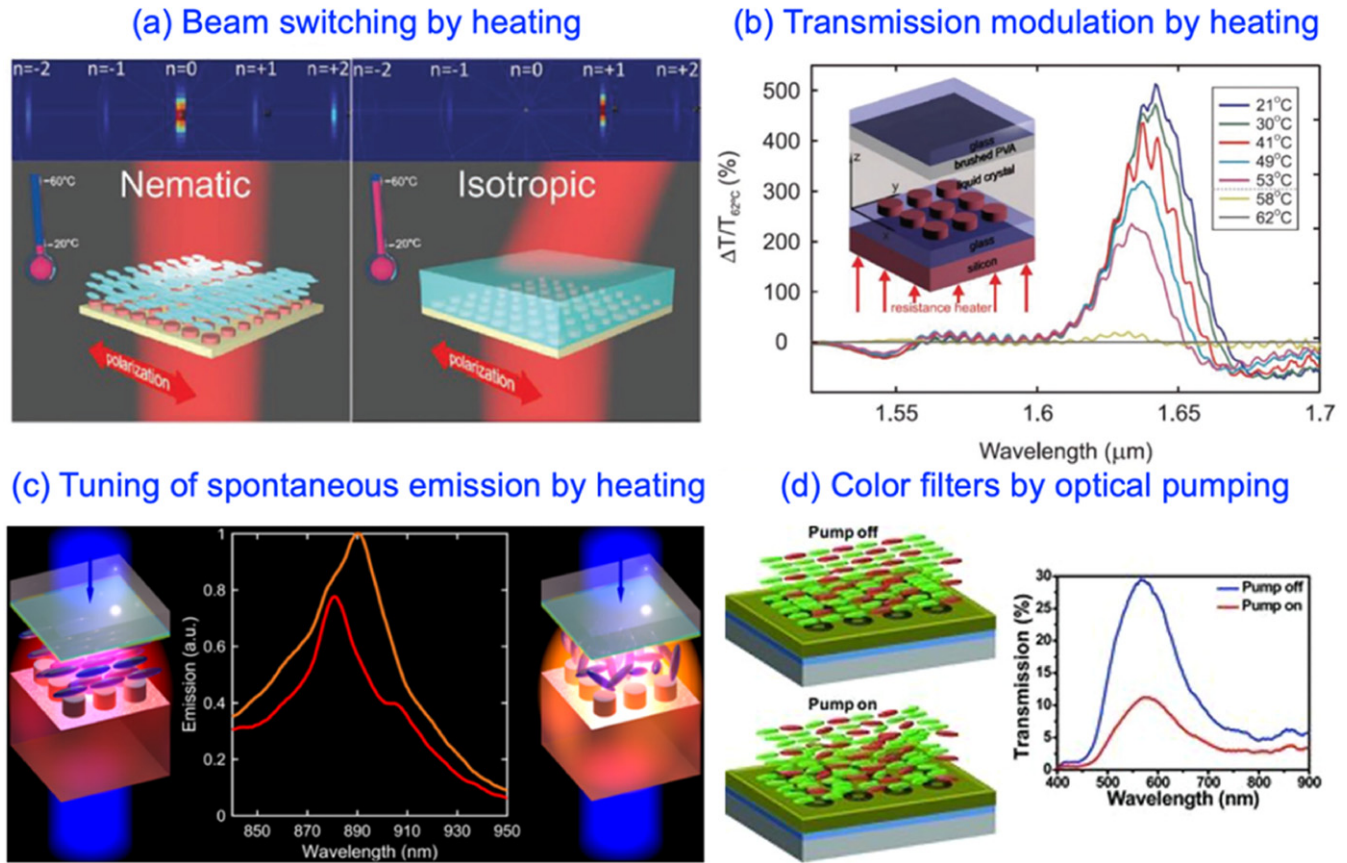 (a) Beam switching by heating
n=-2 n=-1 n=0 n=+1 n=+2
n=-2 n=-1 n=0 n=+1 n=+2
~60°C
Nematic
~20°C
polarization
~60°C
Isotropic
~20°C
polarization
(b) Transmission modulation by heating
ΔT/T62°C (%)
500
400
300
200
100
0
1.55 1.6 1.65 1.7
Wavelength (μm)
glass
brushed PVA
liquid crystal
z
y
x
glass
silicon
resistance heater
21°C
30°C
41°C
49°C
53°C
58°C
62°C
(c) Tuning of spontaneous emission by heating
Emission (a.u.)
1
0.8
0.6
0.4
0.2
0
850 870 890 910 930 950
Wavelength (nm)
(d) Color filters by optical pumping
Pump off
Pump on
Transmission (%)
30
25
20
15
10
5
0
400 500 600 700 800 900
Wavelength (nm)
Pump off
Pump on